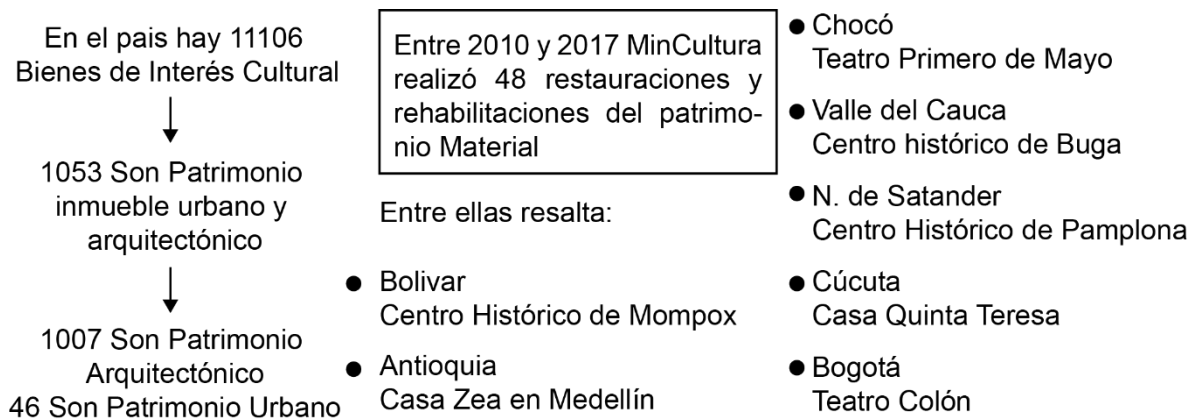 En el pais hay 11106
Bienes de Interés Cultural
1053 Son Patrimonio
inmueble urbano y
arquitectónico
1007 Son Patrimonio
Arquitectónico
46 Son Patrimonio Urbano
Entre 2010 y 2017 MinCultura
realizó 48 restauraciones y
rehabilitaciones del patrimo-
nio Material
Entre ellas resalta:
● Bolivar
Centro Histórico de Mompox
● Antioquia
Casa Zea en Medellín
● Chocó
Teatro Primero de Mayo
● Valle del Cauca
Centro histórico de Buga
● N. de Satander
Centro Histórico de Pamplona
● Cúcuta
Casa Quinta Teresa
● Bogotá
Teatro Colón